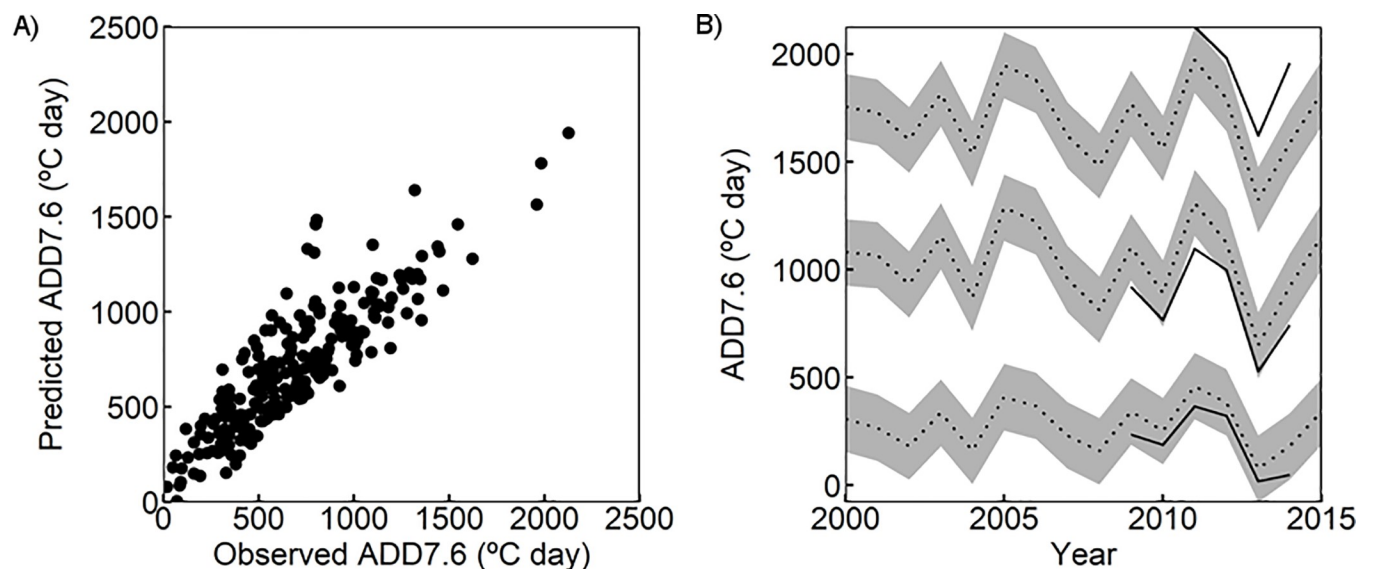 A)
2500
2000
1500
1000
500
0
Predicted ADD7.6 (ºC day)
0 500 1000 1500 2000 2500
Observed ADD7.6 (ºC day)
B)
2000
1500
1000
500
0
ADD7.6 (ºC day)
2000 2005 2010 2015
Year